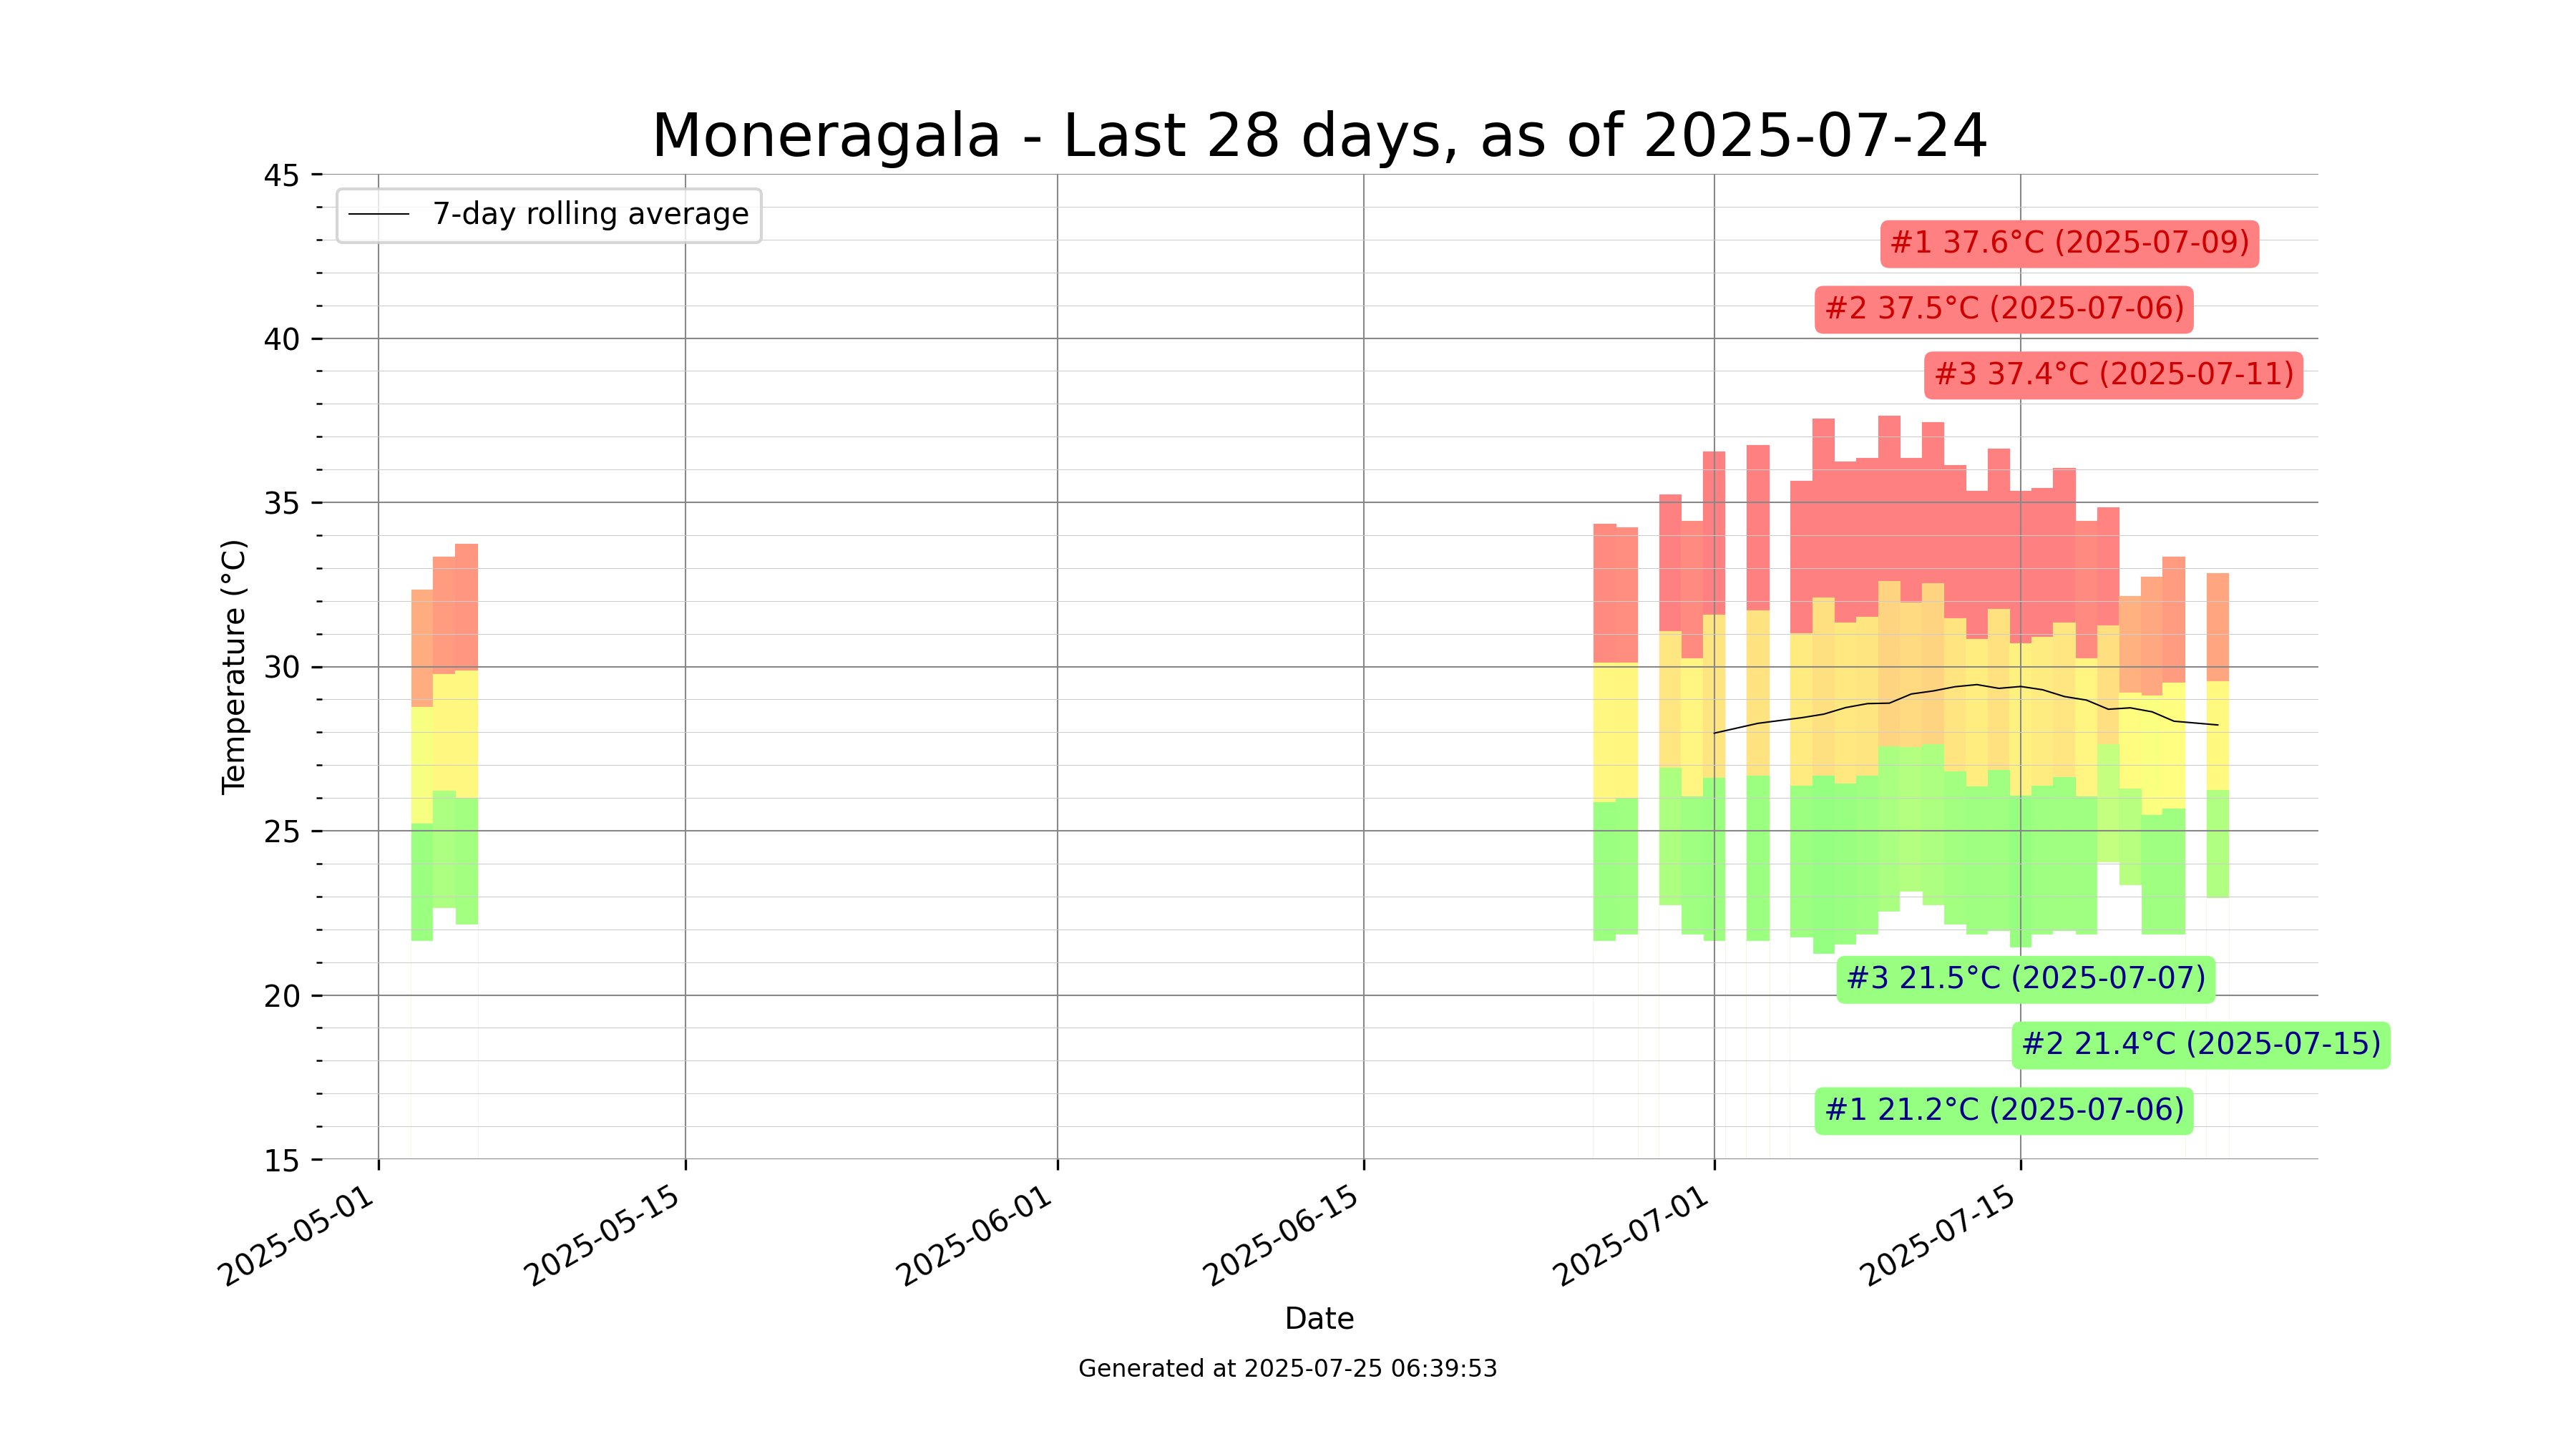 Moneragala - Last 28 days, as of 2025-07-24
7-day rolling average
#1 37.6°C (2025-07-09)
#2 37.5°C (2025-07-06)
#3 37.4°C (2025-07-11)
#3 21.5°C (2025-07-07)
#2 21.4°C (2025-07-15)
#1 21.2°C (2025-07-06)
Temperature (°C)
45
40
35
30
25
20
15
2025-05-01
2025-05-15
2025-06-01
2025-06-15
2025-07-01
2025-07-15
Date
Generated at 2025-07-25 06:39:53